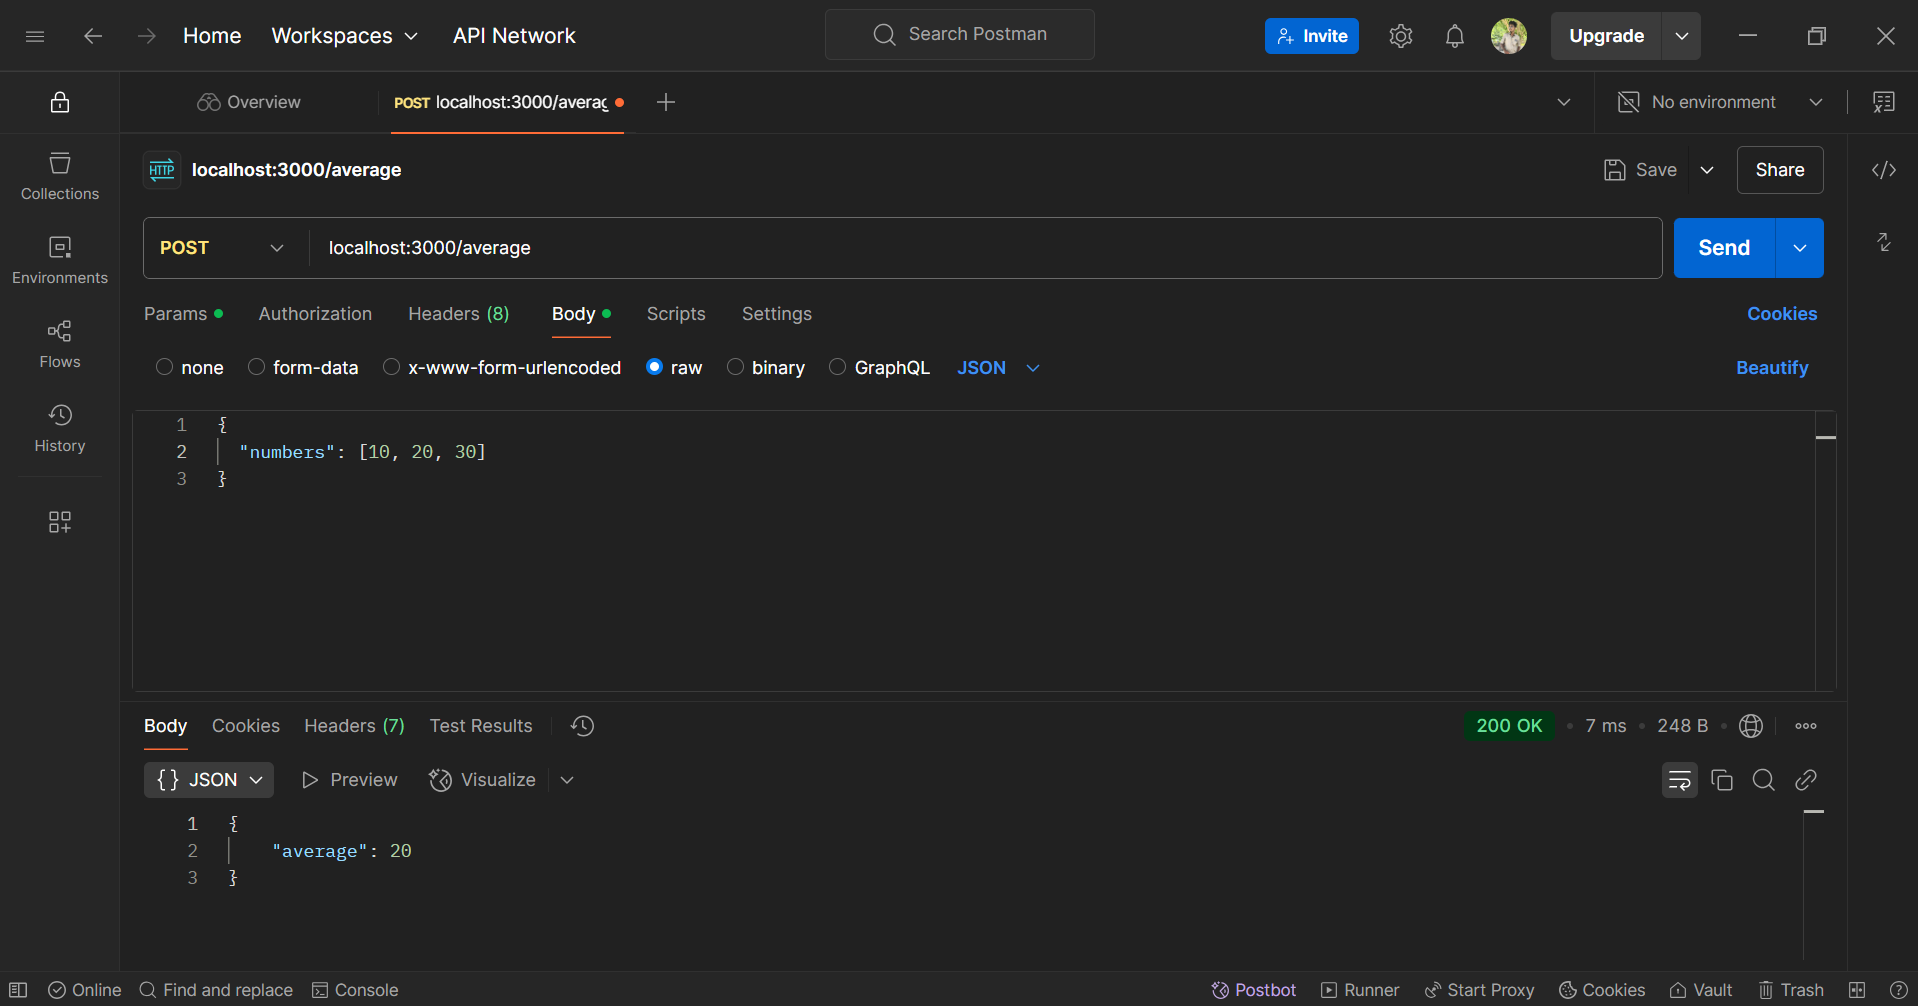 Home Workspaces API Network Search Postman Invite Upgrade
Overview POST localhost:3000/averag No environment
HTTP localhost:3000/average Save Share
Collections
POST localhost:3000/average Send
Environments
Params Authorization Headers (8) Body Scripts Settings Cookies
Flows
none form-data x-www-form-urlencoded raw binary GraphQL JSON Beautify
History
1 {
2 "numbers": [10, 20, 30]
3 }
Body Cookies Headers (7) Test Results 200 OK • 7 ms • 248 B •
{} JSON Preview Visualize
1 {
2 "average": 20
3 }
Online Find and replace Console Postbot Runner Start Proxy Cookies Vault Trash